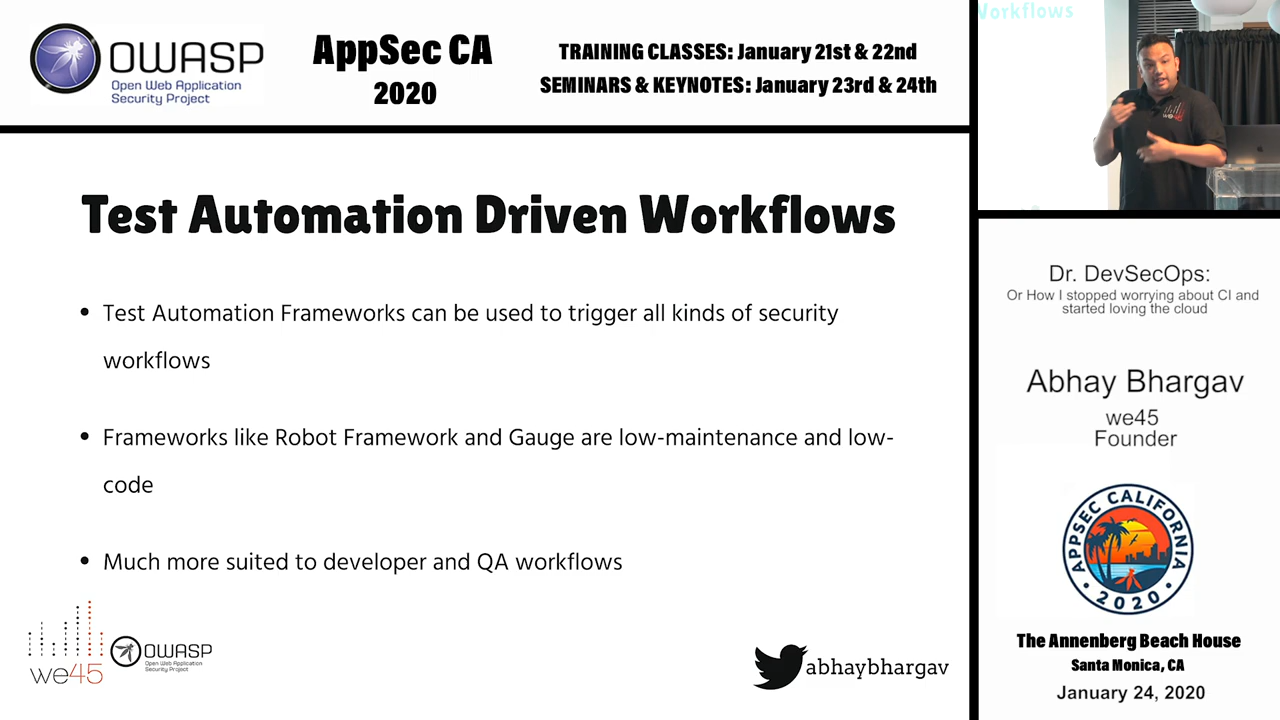 OWASP
Open Web Application
Security Project
AppSec CA
2020
TRAINING CLASSES: January 21st & 22nd
SEMINARS & KEYNOTES: January 23rd & 24th
Workflows
we45
Test Automation Driven Workflows
• Test Automation Frameworks can be used to trigger all kinds of security
workflows
• Frameworks like Robot Framework and Gauge are low-maintenance and low-
code
• Much more suited to developer and QA workflows
we45
OWASP
Open Web Application
Security Project
abhaybhargav
Dr. DevSecOps:
Or How I stopped worrying about CI and
started loving the cloud
Abhay Bhargav
we45
Founder
APPSEC CALIFORNIA
• 2020 •
The Annenberg Beach House
Santa Monica, CA
January 24, 2020